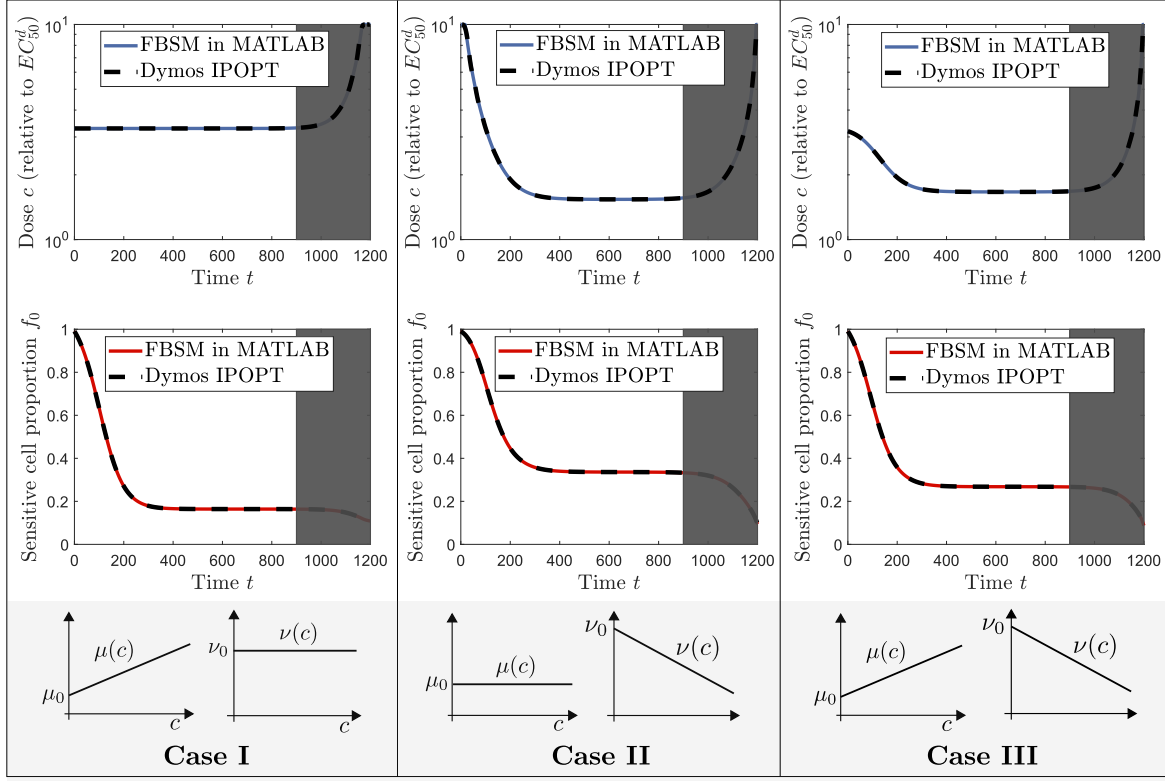 Dose c (relative to EC₅₀ᵈ)
10¹
10⁰
FBSM in MATLAB
Dymos IPOPT
0 200 400 600 800 1000 1200
Time t
Dose c (relative to EC₅₀ᵈ)
10¹
10⁰
FBSM in MATLAB
Dymos IPOPT
0 200 400 600 800 1000 1200
Time t
Dose c (relative to EC₅₀ᵈ)
10¹
10⁰
FBSM in MATLAB
Dymos IPOPT
0 200 400 600 800 1000 1200
Time t
Sensitive cell proportion f₀
1
0.8
0.6
0.4
0.2
0
FBSM in MATLAB
Dymos IPOPT
0 200 400 600 800 1000 1200
Time t
Sensitive cell proportion f₀
1
0.8
0.6
0.4
0.2
0
FBSM in MATLAB
Dymos IPOPT
0 200 400 600 800 1000 1200
Time t
Sensitive cell proportion f₀
1
0.8
0.6
0.4
0.2
0
FBSM in MATLAB
Dymos IPOPT
0 200 400 600 800 1000 1200
Time t
μ(c)
μ₀
c
ν(c)
ν₀
c
Case I
μ(c)
μ₀
c
ν₀
ν(c)
Case II
μ(c)
μ₀
c
ν₀
ν(c)
Case III